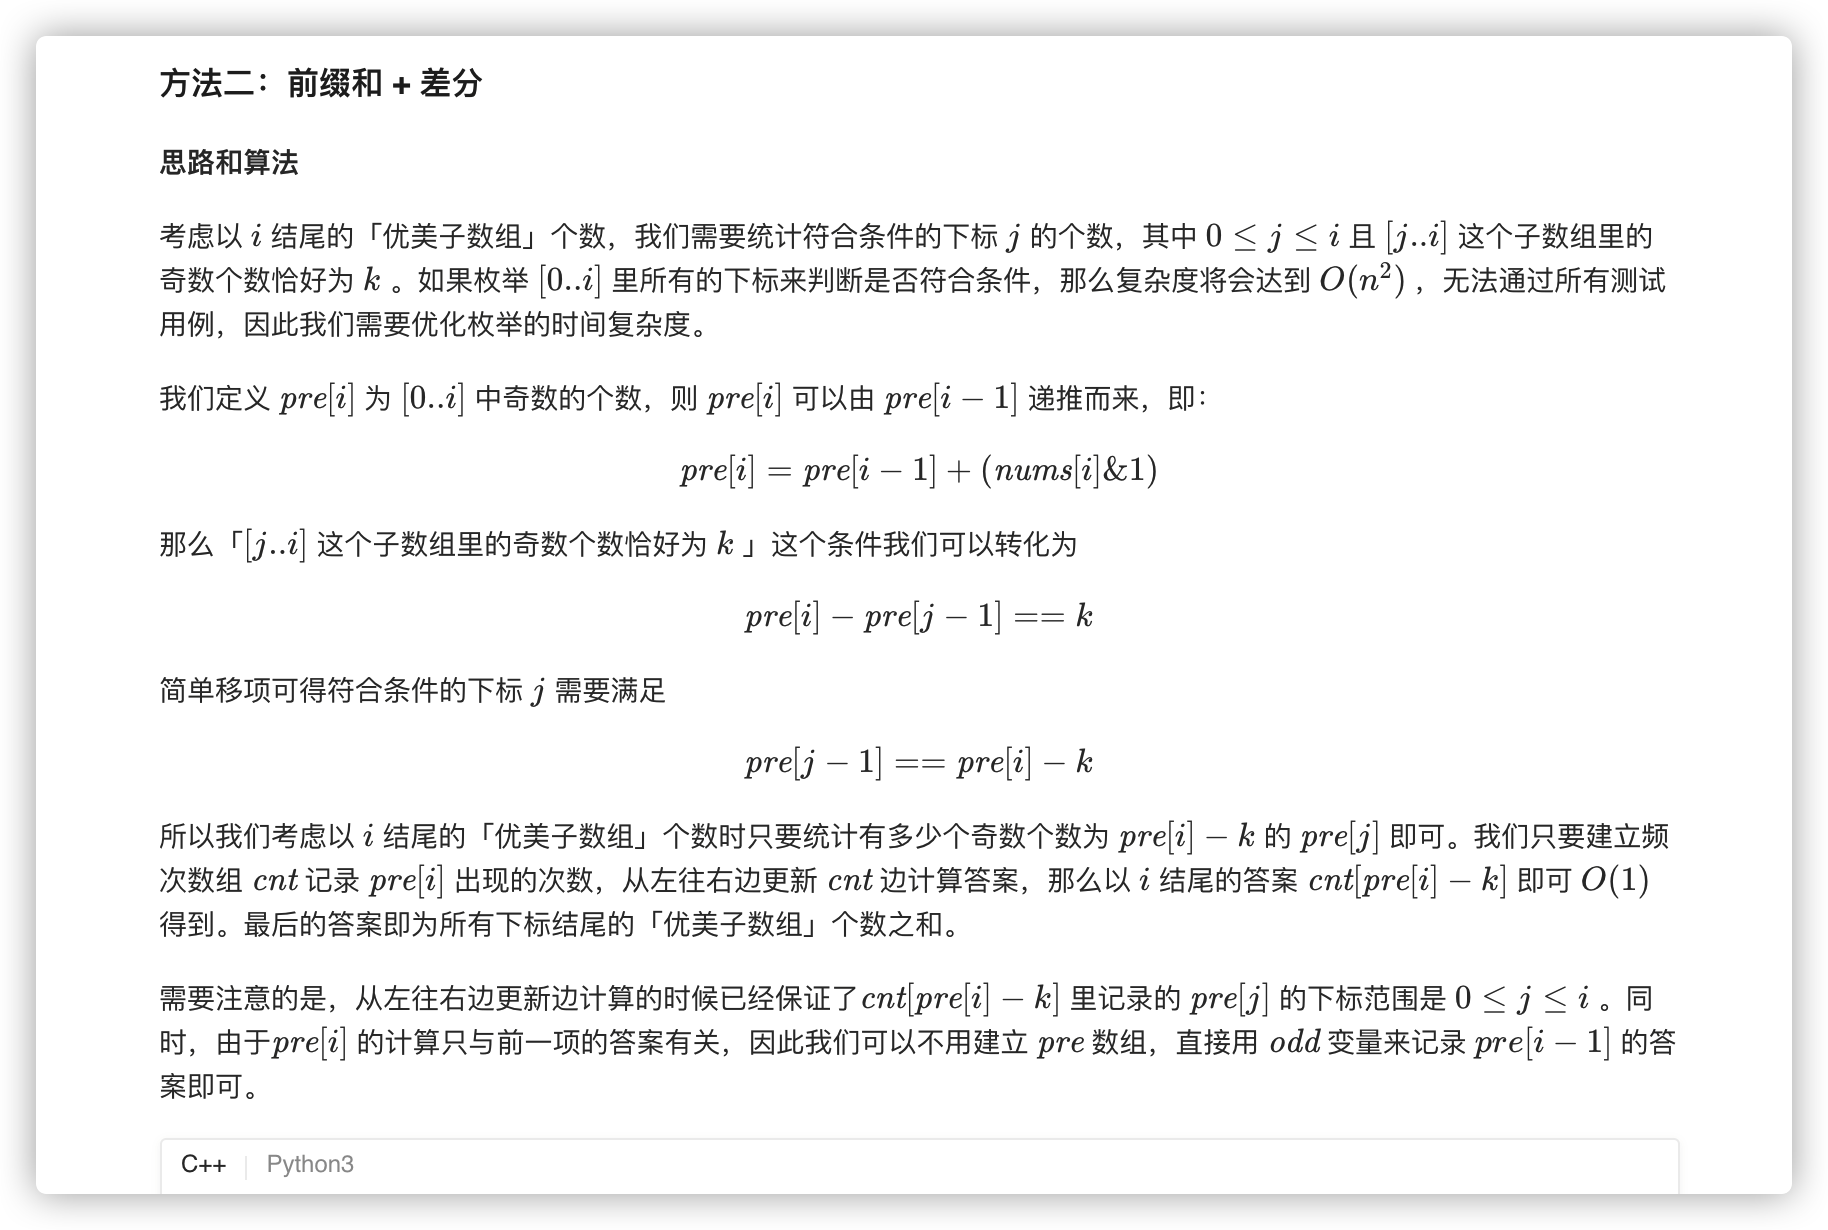 方法二：前缀和 + 差分
思路和算法
考虑以 i 结尾的「优美子数组」个数，我们需要统计符合条件的下标 j 的个数，其中 0 ≤ j ≤ i 且 [j..i] 这个子数组里的
奇数个数恰好为 k 。如果枚举 [0..i] 里所有的下标来判断是否符合条件，那么复杂度将会达到 O(n²) ，无法通过所有测试
用例，因此我们需要优化枚举的时间复杂度。
我们定义 pre[i] 为 [0..i] 中奇数的个数，则 pre[i] 可以由 pre[i − 1] 递推而来，即：
pre[i] = pre[i − 1] + (nums[i]&1)
那么「[j..i] 这个子数组里的奇数个数恰好为 k 」这个条件我们可以转化为
pre[i] − pre[j − 1] == k
简单移项可得符合条件的下标 j 需要满足
pre[j − 1] == pre[i] − k
所以我们考虑以 i 结尾的「优美子数组」个数时只要统计有多少个奇数个数为 pre[i] − k 的 pre[j] 即可。我们只要建立频
次数组 cnt 记录 pre[i] 出现的次数，从左往右边更新 cnt 边计算答案，那么以 i 结尾的答案 cnt[pre[i] − k] 即可 O(1)
得到。最后的答案即为所有下标结尾的「优美子数组」个数之和。
需要注意的是，从左往右边更新边计算的时候已经保证了cnt[pre[i] − k] 里记录的 pre[j] 的下标范围是 0 ≤ j ≤ i 。同
时，由于pre[i] 的计算只与前一项的答案有关，因此我们可以不用建立 pre 数组，直接用 odd 变量来记录 pre[i − 1] 的答
案即可。
C++ Python3